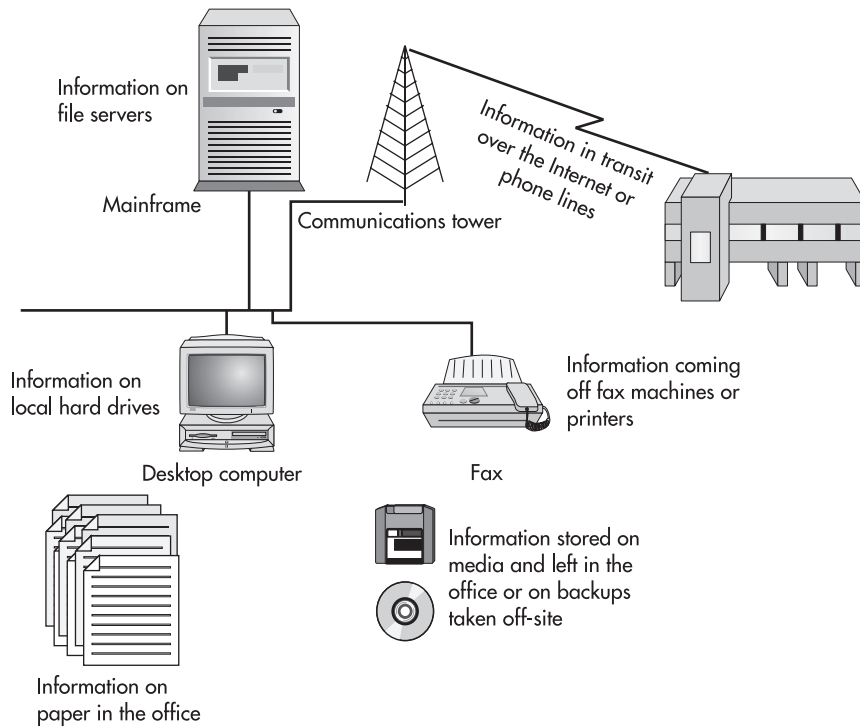 Information on
file servers
Mainframe
Communications tower
Information in transit
over the Internet or
phone lines
Information on
local hard drives
Desktop computer
Fax
Information coming
off fax machines or
printers
Information stored on
media and left in the
office or on backups
taken off-site
Information on
paper in the office